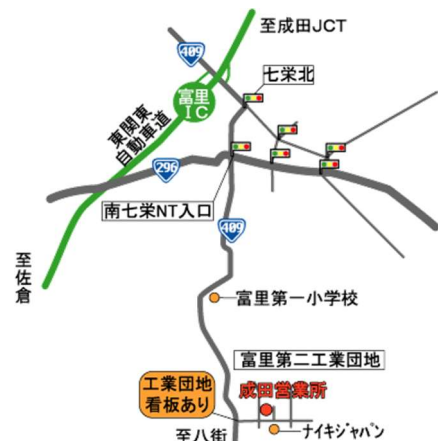 至成田JCT
409
七栄北
富里
IC
東関東
自動車道
296
南七栄NT入口
409
至佐倉
富里第一小学校
富里第二工業団地
工業団地
看板あり
成田営業所
至八街
ナイキジャパン